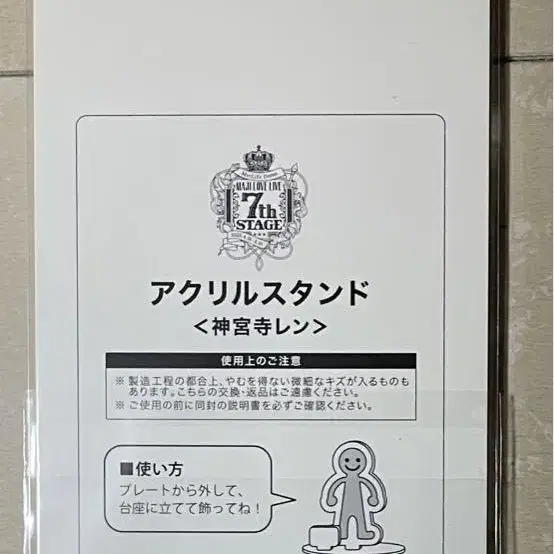 MetLife Dome
MAJI LOVE LIVE
7th
STAGE
アクリルスタンド
＜神宮寺レン＞
使用上のご注意
※ 製造工程の都合上、やむを得ない微細なキズが入るものも
あります。こちらの交換・返品はご遠慮ください。
※ ご使用の前に同封の説明書を必ずご確認ください。
■使い方
プレートから外して、
台座に立てて飾ってね！